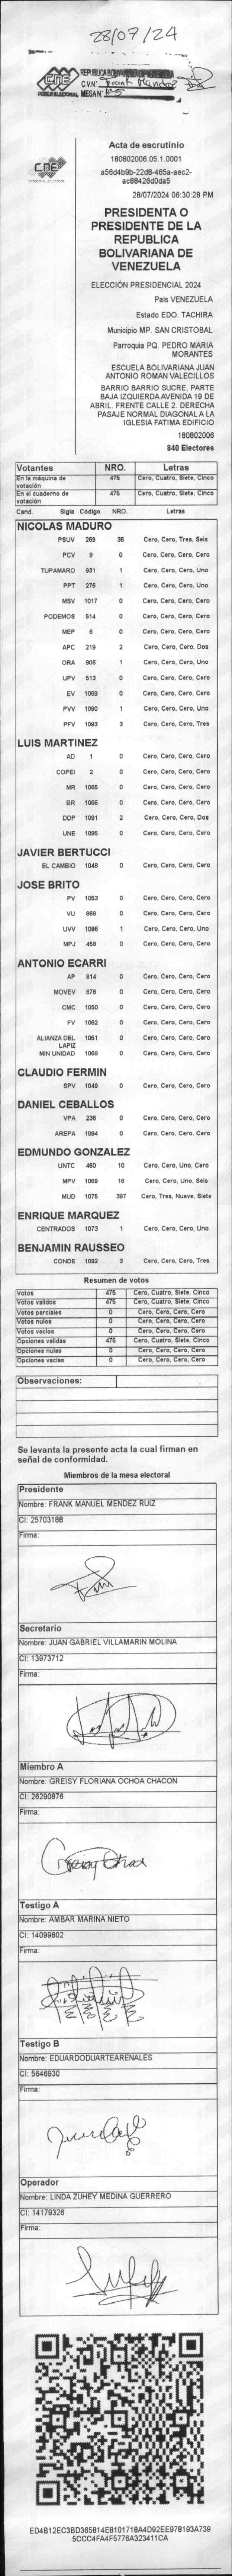 28/07/24
CNE
PODER ELECTORAL
REPUBLICA BOLIVARIANA DE VENEZUELA
C.V.Nº Frank Mendez
MESA Nº
CNE
Acta de escrutinio
180802006.05.1.0001
a56d4b9b-22d8-465a-aec2-
ac88426d0da5
28/07/2024 06:30:28 PM
PRESIDENTA O
PRESIDENTE DE LA
REPUBLICA
BOLIVARIANA DE
VENEZUELA
ELECCIÓN PRESIDENCIAL 2024
Pais VENEZUELA
Estado EDO. TACHIRA
Municipio MP. SAN CRISTOBAL
Parroquia PQ. PEDRO MARIA
MORANTES
ESCUELA BOLIVARIANA JUAN
ANTONIO ROMAN VALECILLOS
BARRIO BARRIO SUCRE, PARTE
BAJA IZQUIERDA AVENIDA 19 DE
ABRIL. FRENTE CALLE 2. DERECHA
PASAJE NORMAL DIAGONAL A LA
IGLESIA FATIMA EDIFICIO
180802006
840 Electores
Votantes NRO. Letras
En la máquina de votación 475 Cero, Cuatro, Siete, Cinco
En el cuaderno de votación 475 Cero, Cuatro, Siete, Cinco
Cand. Sigla Código NRO. Letras
NICOLAS MADURO
PSUV 269 36 Cero, Cero, Tres, Seis
PCV 9 0 Cero, Cero, Cero, Cero
TUPAMARO 931 1 Cero, Cero, Cero, Uno
PPT 276 1 Cero, Cero, Cero, Uno
MSV 1017 0 Cero, Cero, Cero, Cero
PODEMOS 514 0 Cero, Cero, Cero, Cero
MEP 6 0 Cero, Cero, Cero, Cero
APC 219 2 Cero, Cero, Cero, Dos
ORA 906 1 Cero, Cero, Cero, Uno
UPV 513 0 Cero, Cero, Cero, Cero
EV 1089 0 Cero, Cero, Cero, Cero
PVV 1090 1 Cero, Cero, Cero, Uno
PFV 1093 3 Cero, Cero, Cero, Tres
LUIS MARTINEZ
AD 1 0 Cero, Cero, Cero, Cero
COPEI 2 0 Cero, Cero, Cero, Cero
MR 1065 0 Cero, Cero, Cero, Cero
BR 1066 0 Cero, Cero, Cero, Cero
DDP 1091 2 Cero, Cero, Cero, Dos
UNE 1095 0 Cero, Cero, Cero, Cero
JAVIER BERTUCCI
EL CAMBIO 1048 0 Cero, Cero, Cero, Cero
JOSE BRITO
PV 1053 0 Cero, Cero, Cero, Cero
VU 868 0 Cero, Cero, Cero, Cero
UVV 1096 1 Cero, Cero, Cero, Uno
MPJ 458 0 Cero, Cero, Cero, Cero
ANTONIO ECARRI
AP 814 0 Cero, Cero, Cero, Cero
MOVEV 878 0 Cero, Cero, Cero, Cero
CMC 1050 0 Cero, Cero, Cero, Cero
FV 1062 0 Cero, Cero, Cero, Cero
ALIANZA DEL LAPIZ 1051 0 Cero, Cero, Cero, Cero
MIN UNIDAD 1069 0 Cero, Cero, Cero, Cero
CLAUDIO FERMIN
SPV 1049 0 Cero, Cero, Cero, Cero
DANIEL CEBALLOS
VPA 236 0 Cero, Cero, Cero, Cero
AREPA 1094 0 Cero, Cero, Cero, Cero
EDMUNDO GONZALEZ
UNTC 460 10 Cero, Cero, Uno, Cero
MPV 1069 16 Cero, Cero, Uno, Seis
MUD 1075 397 Cero, Tres, Nueve, Siete
ENRIQUE MARQUEZ
CENTRADOS 1073 1 Cero, Cero, Cero, Uno
BENJAMIN RAUSSEO
CONDE 1092 3 Cero, Cero, Cero, Tres
Resumen de votos
Votos 475 Cero, Cuatro, Siete, Cinco
Votos validos 475 Cero, Cuatro, Siete, Cinco
Votos parciales 0 Cero, Cero, Cero, Cero
Votos nulos 0 Cero, Cero, Cero, Cero
Votos vacios 0 Cero, Cero, Cero, Cero
Opciones validas 475 Cero, Cuatro, Siete, Cinco
Opciones nulas 0 Cero, Cero, Cero, Cero
Opciones vacias 0 Cero, Cero, Cero, Cero
Observaciones:
Se levanta la presente acta la cual firman en
señal de conformidad.
Miembros de la mesa electoral
Presidente
Nombre: FRANK MANUEL MENDEZ RUIZ
CI: 25703188
Firma:
Secretario
Nombre: JUAN GABRIEL VILLAMARIN MOLINA
CI: 13973712
Firma:
Miembro A
Nombre: GREISY FLORIANA OCHOA CHACON
CI: 26290876
Firma:
Greisy Ochoa
Testigo A
Nombre: AMBAR MARINA NIETO
CI: 14099802
Firma:
Testigo B
Nombre: EDUARDODUARTEARENALES
CI: 5646930
Firma:
Operador
Nombre: LINDA ZUHEY MEDINA GUERRERO
CI: 14179326
Firma:
ED4B12EC3BD365814E8101718A4D92EE978193A739
5CCC4FA4F5776A323411CA